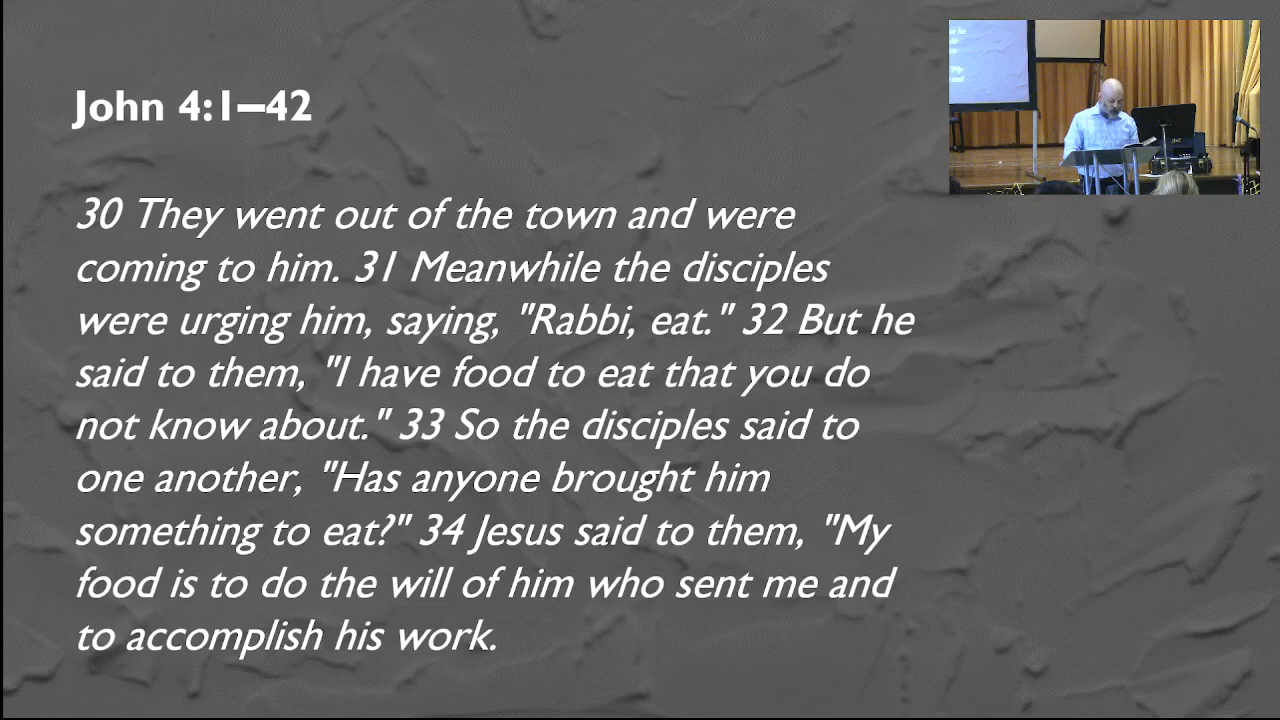 John 4:1—42
30 They went out of the town and were
coming to him. 31 Meanwhile the disciples
were urging him, saying, "Rabbi, eat." 32 But he
said to them, "I have food to eat that you do
not know about." 33 So the disciples said to
one another, "Has anyone brought him
something to eat?" 34 Jesus said to them, "My
food is to do the will of him who sent me and
to accomplish his work.